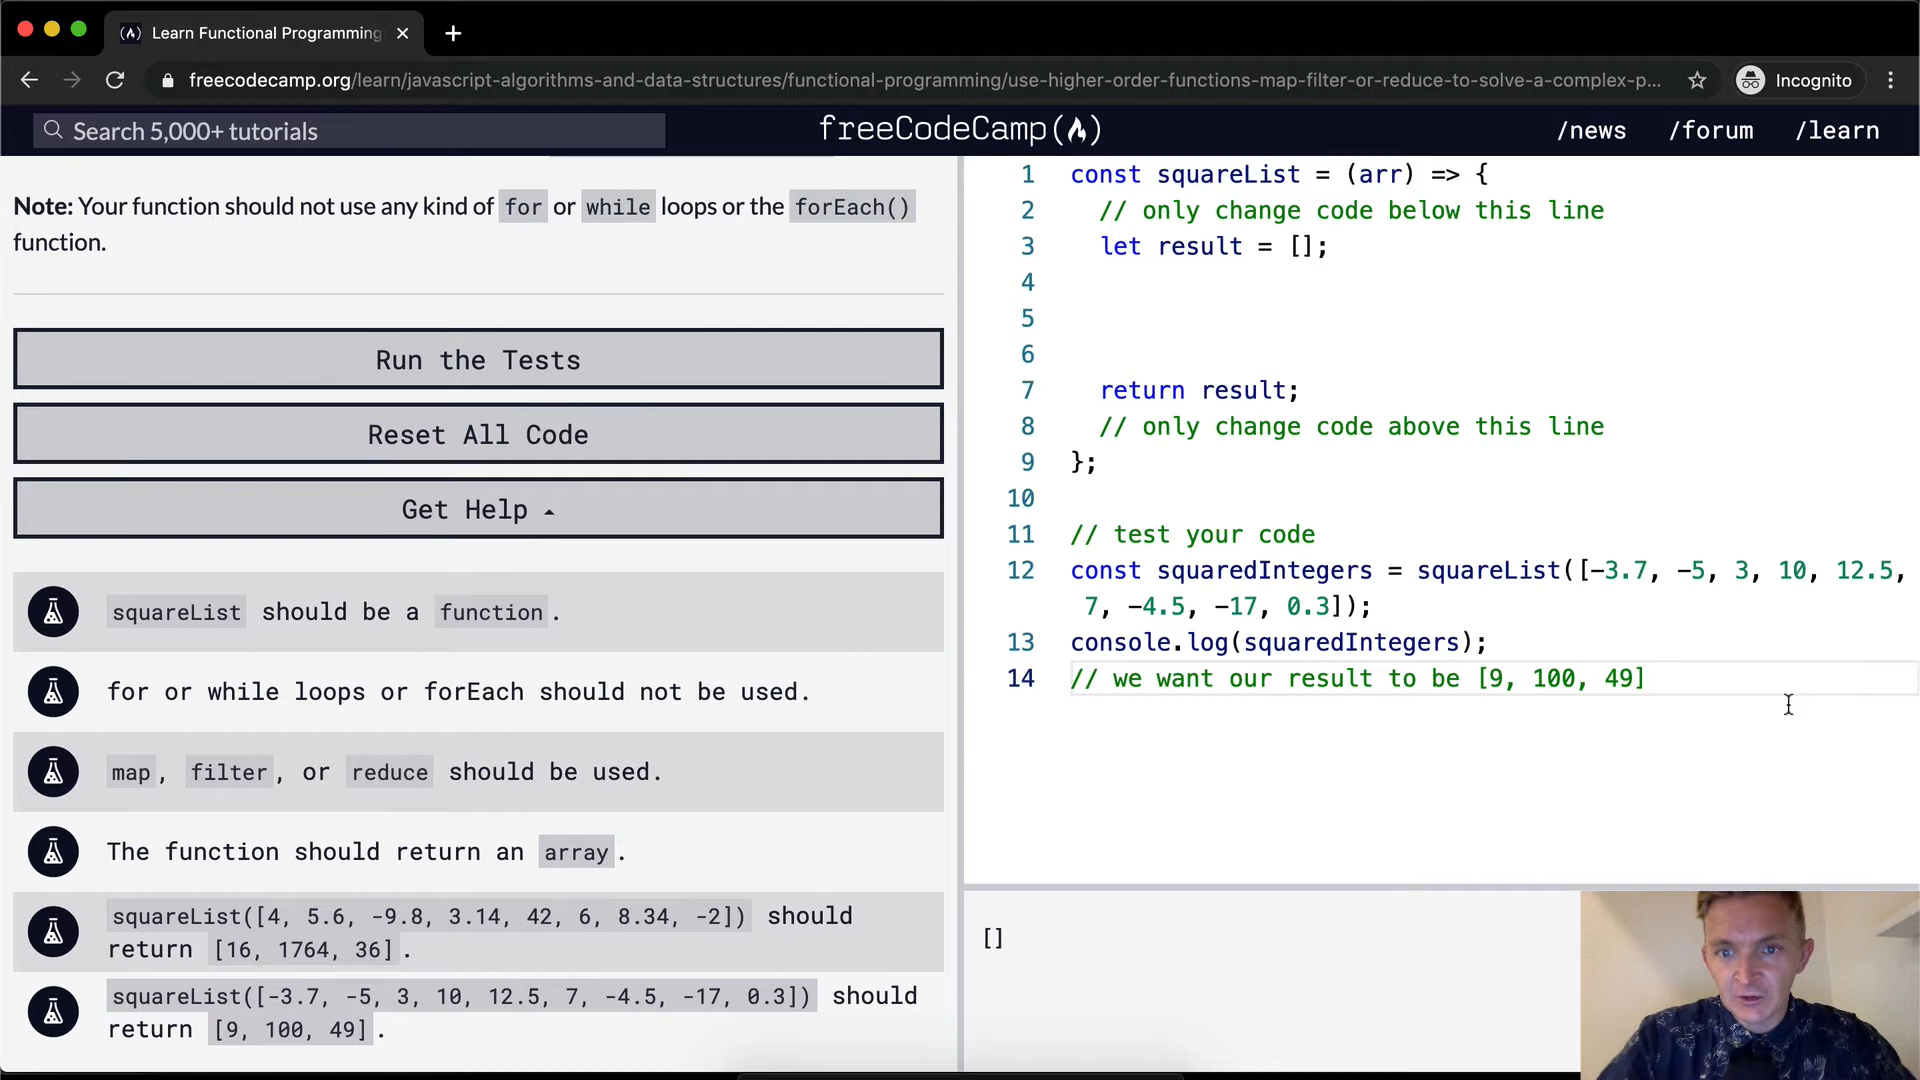 Learn Functional Programming
freecodecamp.org/learn/javascript-algorithms-and-data-structures/functional-programming/use-higher-order-functions-map-filter-or-reduce-to-solve-a-complex-p...
Incognito
Search 5,000+ tutorials
freeCodeCamp
/news
/forum
/learn
Note: Your function should not use any kind of for or while loops or the forEach()
function.
Run the Tests
Reset All Code
Get Help
squareList should be a function.
for or while loops or forEach should not be used.
map, filter, or reduce should be used.
The function should return an array.
squareList([4, 5.6, -9.8, 3.14, 42, 6, 8.34, -2]) should
return [16, 1764, 36].
squareList([-3.7, -5, 3, 10, 12.5, 7, -4.5, -17, 0.3]) should
return [9, 100, 49].
1 const squareList = (arr) => {
2 // only change code below this line
3 let result = [];
4
5
6
7 return result;
8 // only change code above this line
9 };
10
11 // test your code
12 const squaredIntegers = squareList([-3.7, -5, 3, 10, 12.5,
7, -4.5, -17, 0.3]);
13 console.log(squaredIntegers);
14 // we want our result to be [9, 100, 49]
[]